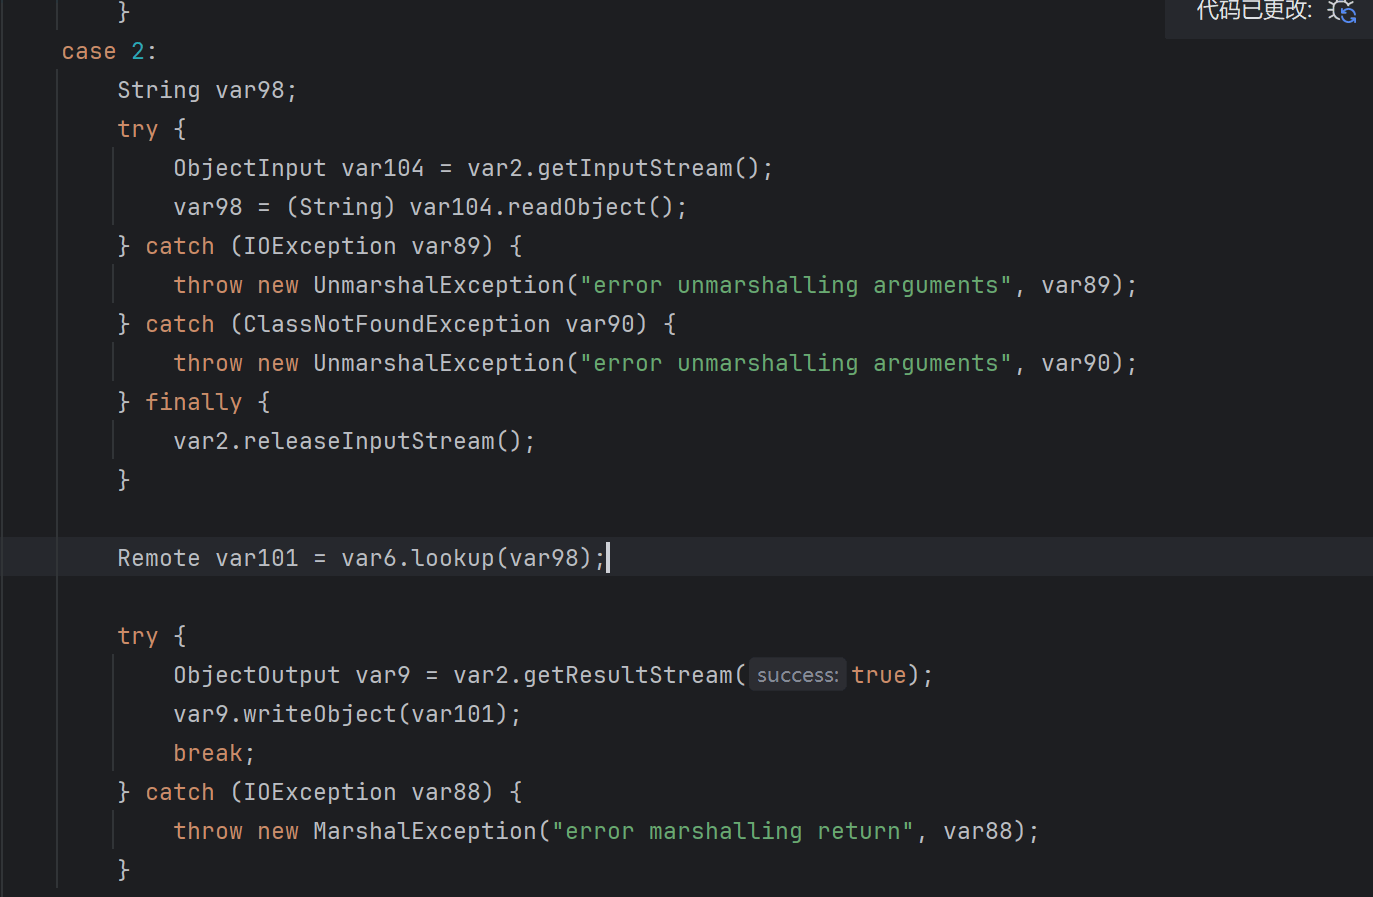 }
代码已更改:
case 2:
String var98;
try {
ObjectInput var104 = var2.getInputStream();
var98 = (String) var104.readObject();
} catch (IOException var89) {
throw new UnmarshalException("error unmarshalling arguments", var89);
} catch (ClassNotFoundException var90) {
throw new UnmarshalException("error unmarshalling arguments", var90);
} finally {
var2.releaseInputStream();
}
Remote var101 = var6.lookup(var98);
try {
ObjectOutput var9 = var2.getResultStream( success: true);
var9.writeObject(var101);
break;
} catch (IOException var88) {
throw new MarshalException("error marshalling return", var88);
}